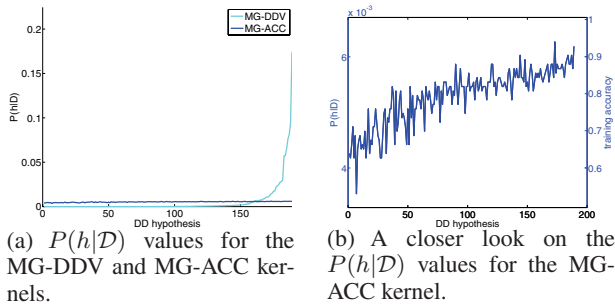 MG-DDV
MG-ACC
0.2
0.15
0.1
0.05
0
P(h|D)
0
50
100
150
DD hypothesis
(a) P(h|D) values for the
MG-DDV and MG-ACC ker-
nels.
x 10⁻³
6
4
P(h|D)
1
0.9
0.8
0.7
0.6
0.5
training accuracy
0
50
100
150
200
DD hypothesis
(b) A closer look on the
P(h|D) values for the MG-
ACC kernel.